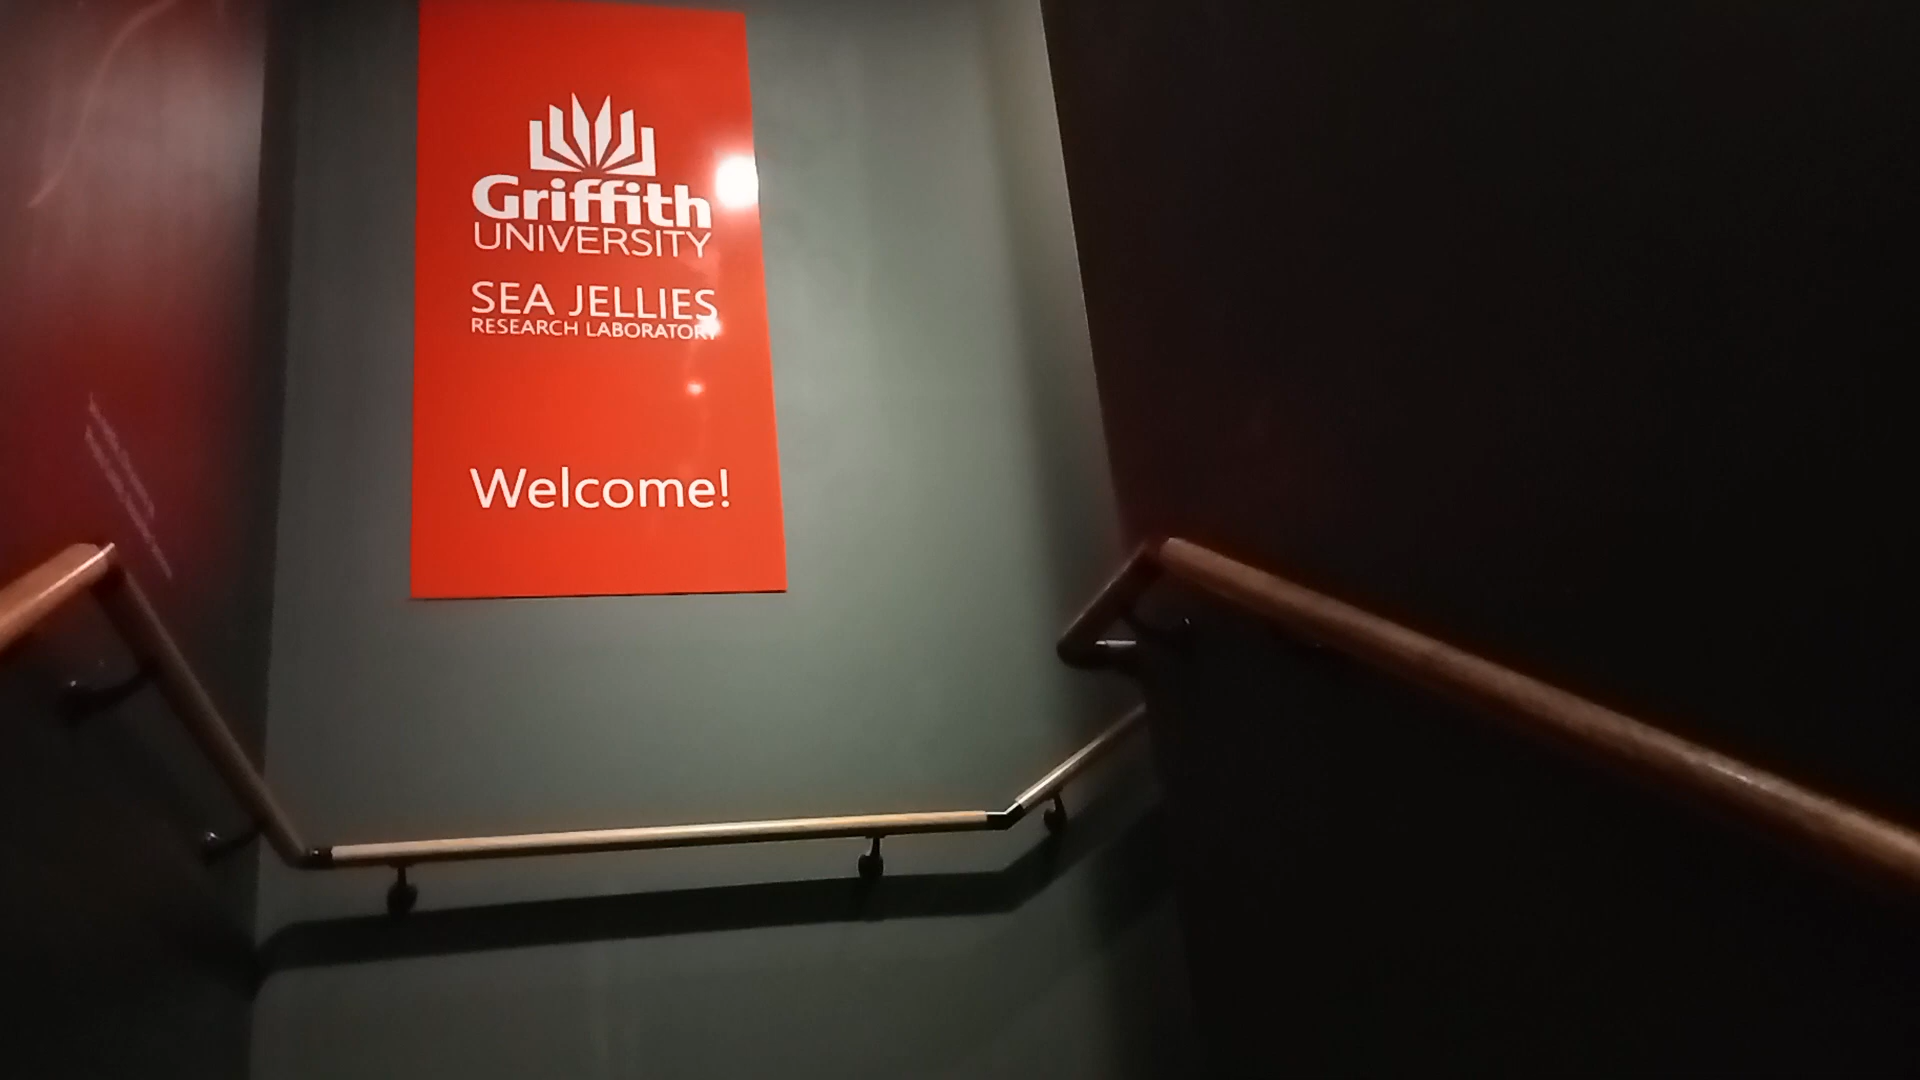 Griffith
UNIVERSITY
SEA JELLIES
RESEARCH LABORATORY
Welcome!